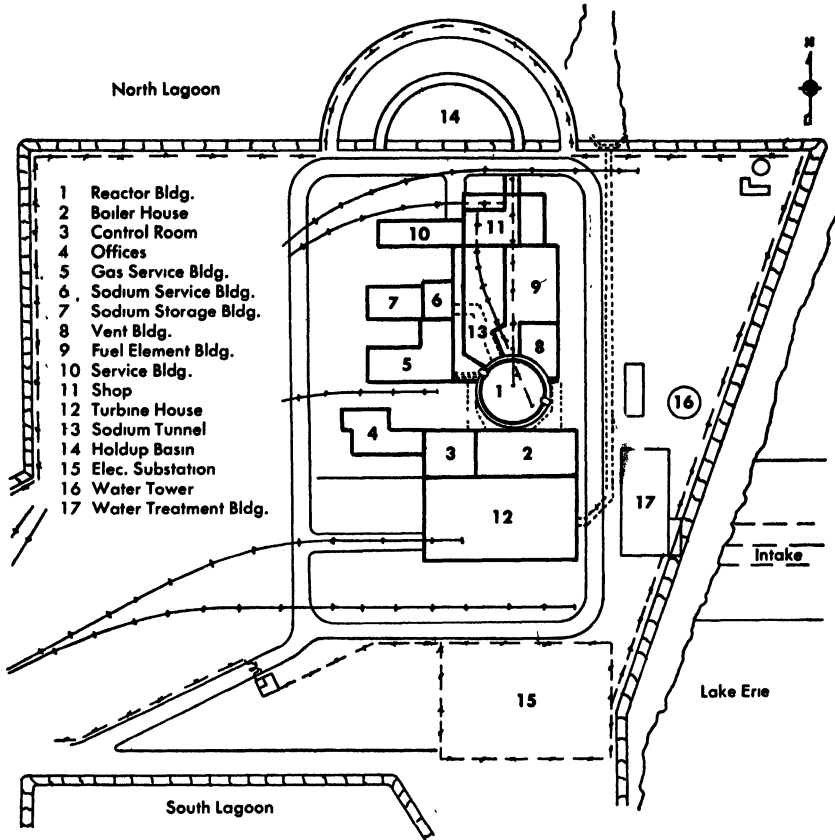 N
North Lagoon
14
1 Reactor Bldg.
2 Boiler House
3 Control Room
4 Offices
5 Gas Service Bldg.
6 Sodium Service Bldg.
7 Sodium Storage Bldg.
8 Vent Bldg.
9 Fuel Element Bldg.
10 Service Bldg.
11 Shop
12 Turbine House
13 Sodium Tunnel
14 Holdup Basin
15 Elec. Substation
16 Water Tower
17 Water Treatment Bldg.
10
11
9
7
6
13
8
5
1
16
4
3
2
17
12
Intake
15
Lake Erie
South Lagoon